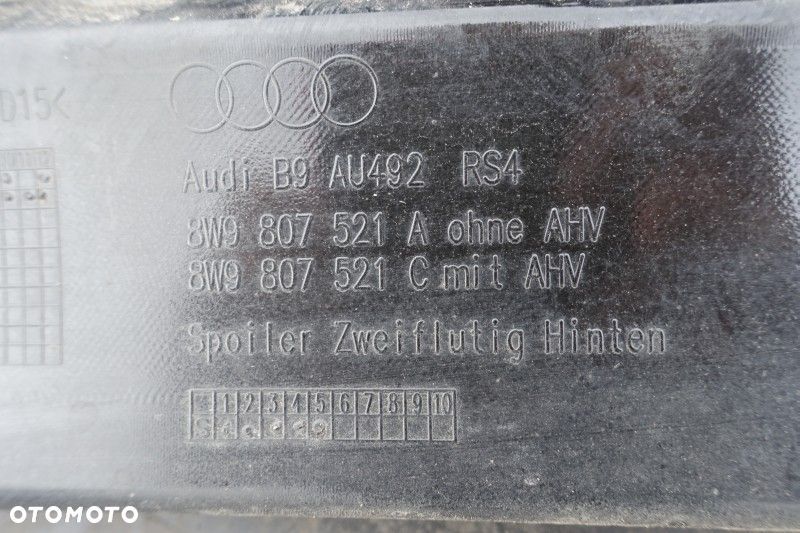 D15<
Audi B9 AU492 RS4
8W9 807 521 A ohne AHV
8W9 807 521 C mit AHV
Spoiler Zweiflutig Hinten
1 2 3 4 5 6 7 8 9 10
OTOMOTO